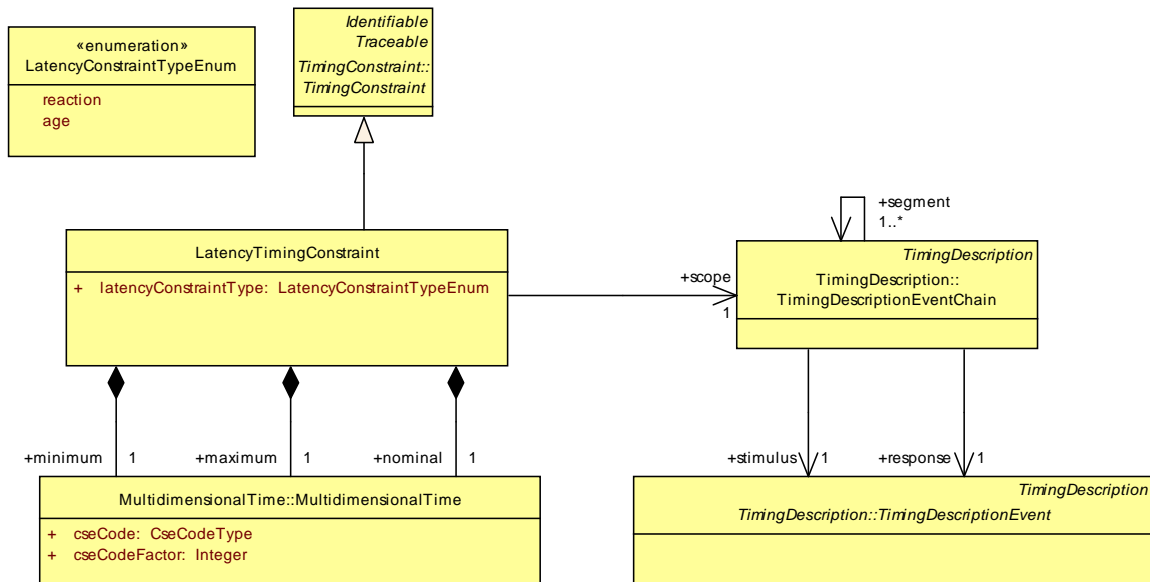 «enumeration»
LatencyConstraintTypeEnum
reaction
age
Identifiable
Traceable
TimingConstraint::
TimingConstraint
LatencyTimingConstraint
+ latencyConstraintType: LatencyConstraintTypeEnum
+scope
1
+segment
1..*
TimingDescription
TimingDescription::
TimingDescriptionEventChain
+minimum 1
+maximum 1
+nominal 1
+stimulus 1
+response 1
MultidimensionalTime::MultidimensionalTime
+ cseCode: CseCodeType
+ cseCodeFactor: Integer
TimingDescription
TimingDescription::TimingDescriptionEvent